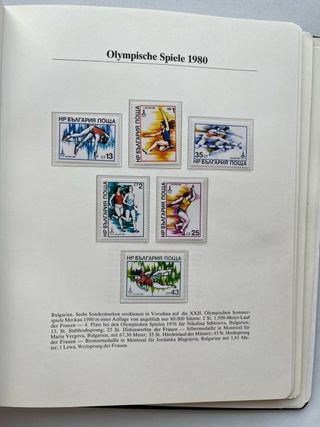 Olympische Spiele 1980
НР БЪЛГАРИЯ ПОЩА
13
НР БЪЛГАРИЯ ПОЩА
1
НР БЪЛГАРИЯ ПОЩА
35
НР БЪЛГАРИЯ ПОЩА
2
НР БЪЛГАРИЯ ПОЩА
25
НР БЪЛГАРИЯ ПОЩА
43
Bulgarien. Sechs Sondermarken erschienen in Vorschau auf die XXII. Olympischen Sommer-
spiele Moskau 1980 in einer Auflage von angeblich nur 80.000 Sätzen: 2 St. 1.500-Meter-Lauf
der Frauen — 4. Platz bei den Olympischen Spielen 1976 für Nikolina Schterewa, Bulgarien;
13. St. Stabhochsprung; 25 St. Diskuswerfen der Frauen — Silbermedaille in Montreal für
Maria Vergova, Bulgarien, mit 67,30 Meter; 35 St. Hürdenlauf der Männer; 43 St. Hochsprung
der Frauen — Bronzemedaille in Montreal für Jordanka Blagojeva, Bulgarien mit 1,91 Me-
ter; 1 Lewa, Weitsprung der Frauen.